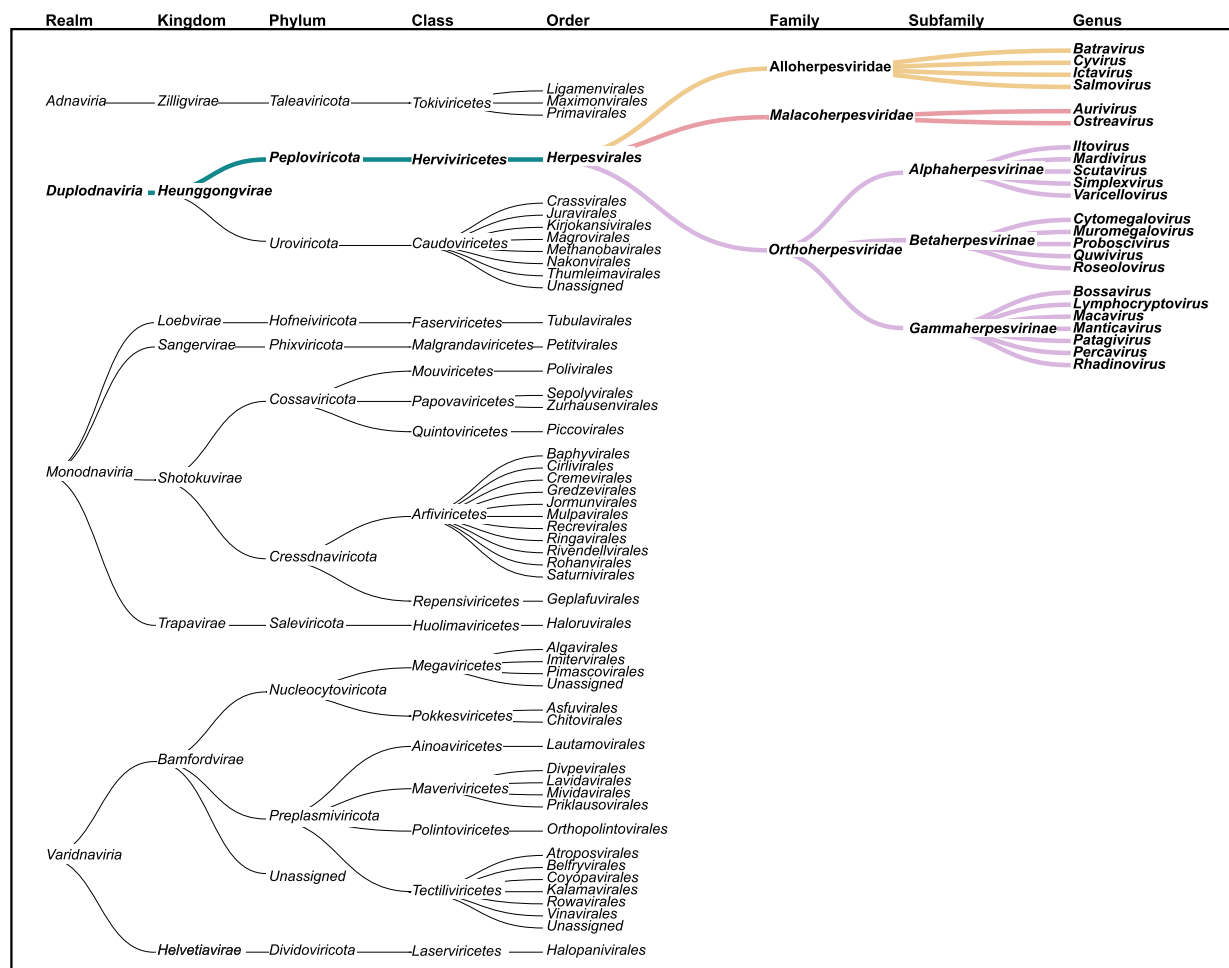 Realm Kingdom Phylum Class Order Family Subfamily Genus
Batravirus
Cyvirus
Alloherpesviridae
Ictavirus
Salmovirus
Ligamenvirales
Adnaviria Zilligvirae Taleaviricota Tokiviricetes Maximonvirales
Primavirales
Aurivirus
Malacoherpesviridae
Ostreavirus
Iltovirus
Peploviricota Herviviricetes Herpesvirales
Mardivirus
Alphaherpesvirinae Scutavirus
Simplexvirus
Duplodnaviria Heunggongvirae
Varicellovirus
Crassvirales
Juravirales
Cytomegalovirus
Kirjokansivirales
Muromegalovirus
Uroviricota Caudoviricetes Magrovirales
Betaherpesvirinae Proboscivirus
Methanobavirales
Orthoherpesviridae
Quwivirus
Nakonvirales
Roseolovirus
Thumleimavirales
Unassigned
Bossavirus
Lymphocryptovirus
Macavirus
Loebvirae Hofneiviricota Faserviricetes Tubulavirales
Gammaherpesvirinae Manticavirus
Patagivirus
Sangervirae Phixviricota Malgrandaviricetes Petitvirales
Percavirus
Rhadinovirus
Mouviricetes Polivirales
Sepolyvirales
Cossaviricota Papovaviricetes
Zurhausenvirales
Quintoviricetes Piccovirales
Baphyvirales
Cirlivirales
Monodnaviria
Shotokuvirae
Cremevirales
Gredzevirales
Jormunvirales
Arfiviricetes Mulpavirales
Recrevirales
Ringavirales
Cressdnaviricota
Rivendellvirales
Rohanvirales
Saturnivirales
Repensiviricetes Geplafuvirales
Trapavirae Saleviricota Huolimaviricetes Haloruvirales
Algavirales
Imitervirales
Megaviricetes
Pimascovirales
Unassigned
Nucleocytoviricota
Asfuvirales
Pokkesviricetes
Chitovirales
Ainoaviricetes Lautamovirales
Bamfordvirae
Divpevirales
Lavidavirales
Maveriviricetes
Mividavirales
Priklausovirales
Preplasmiviricota
Polintoviricetes Orthopolintovirales
Varidnaviria
Atroposvirales
Belfryvirales
Unassigned
Coyopavirales
Tectiliviricetes Kalamavirales
Rowavirales
Vinavirales
Unassigned
Helvetiavirae Dividoviricota Laserviricetes Halopanivirales